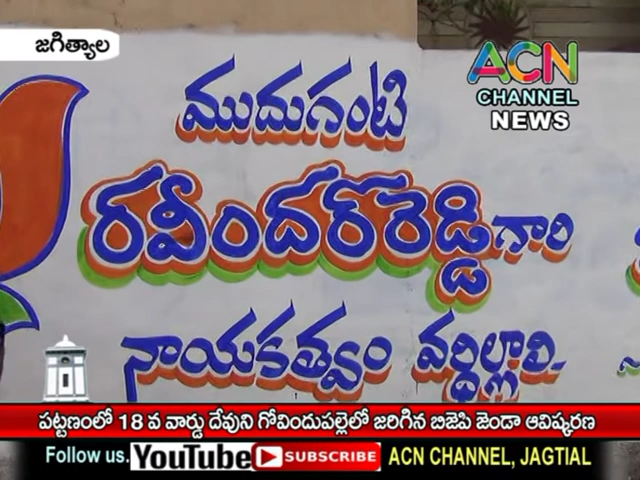 జగిత్యాల
ACN
CHANNEL
NEWS
ముదుగంటి
రవీందర్ రెడ్డి గారి
నాయకత్వం వర్ధిల్లాలి.
పట్టణంలో 18 వ వార్డు దేవుని గోవిందుపల్లెలో జరిగిన బిజెపి జెండా ఆవిష్కరణ
Follow us. YouTube SUBSCRIBE ACN CHANNEL, JAGTIAL